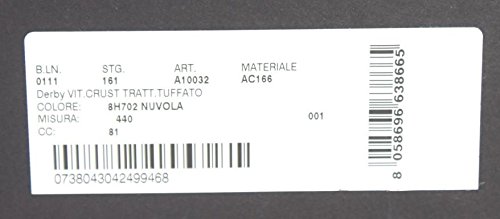 B.LN. STG. ART. MATERIALE
0111 161 A10032 AC166
Derby VIT.CRUST TRATT.TUFFATO
COLORE: 8H702 NUVOLA
MISURA: 440 001
CC: 81
0738043042499468
8 058696 638665